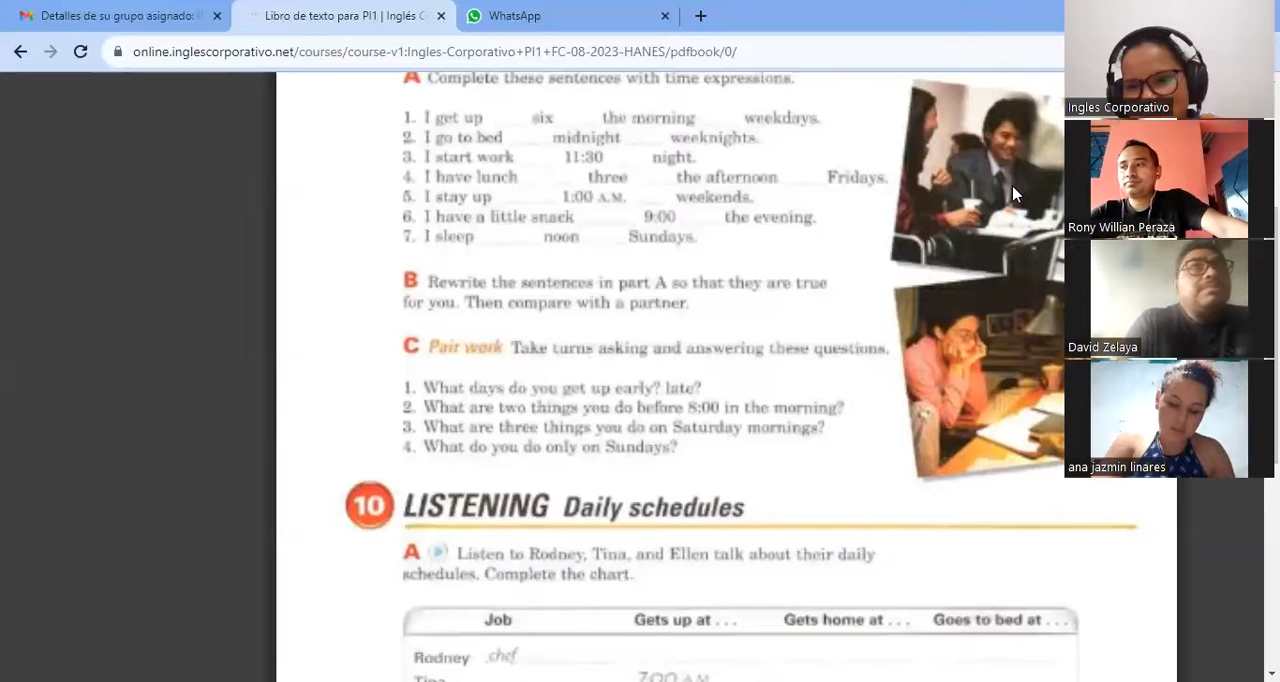 Detalles de su grupo asignado: I
Libro de texto para PI1 | Inglés C
WhatsApp
online.inglescorporativo.net/courses/course-v1:Ingles-Corporativo+PI1+FC-08-2023-HANES/pdfbook/0/
A Complete these sentences with time expressions.
1. I get up six the morning weekdays.
2. I go to bed midnight weeknights.
3. I start work 11:30 night.
4. I have lunch three the afternoon Fridays.
5. I stay up 1:00 A.M. weekends.
6. I have a little snack 9:00 the evening.
7. I sleep noon Sundays.
B Rewrite the sentences in part A so that they are true
for you. Then compare with a partner.
C Pair work Take turns asking and answering these questions.
1. What days do you get up early? late?
2. What are two things you do before 8:00 in the morning?
3. What are three things you do on Saturday mornings?
4. What do you do only on Sundays?
10 LISTENING Daily schedules
A Listen to Rodney, Tina, and Ellen talk about their daily
schedules. Complete the chart.
Job Gets up at . . . Gets home at . . . Goes to bed at . . .
Rodney chef
Tina 7:00 A.M.
Ingles Corporativo
Rony Willian Peraza
David Zelaya
ana jazmin linares